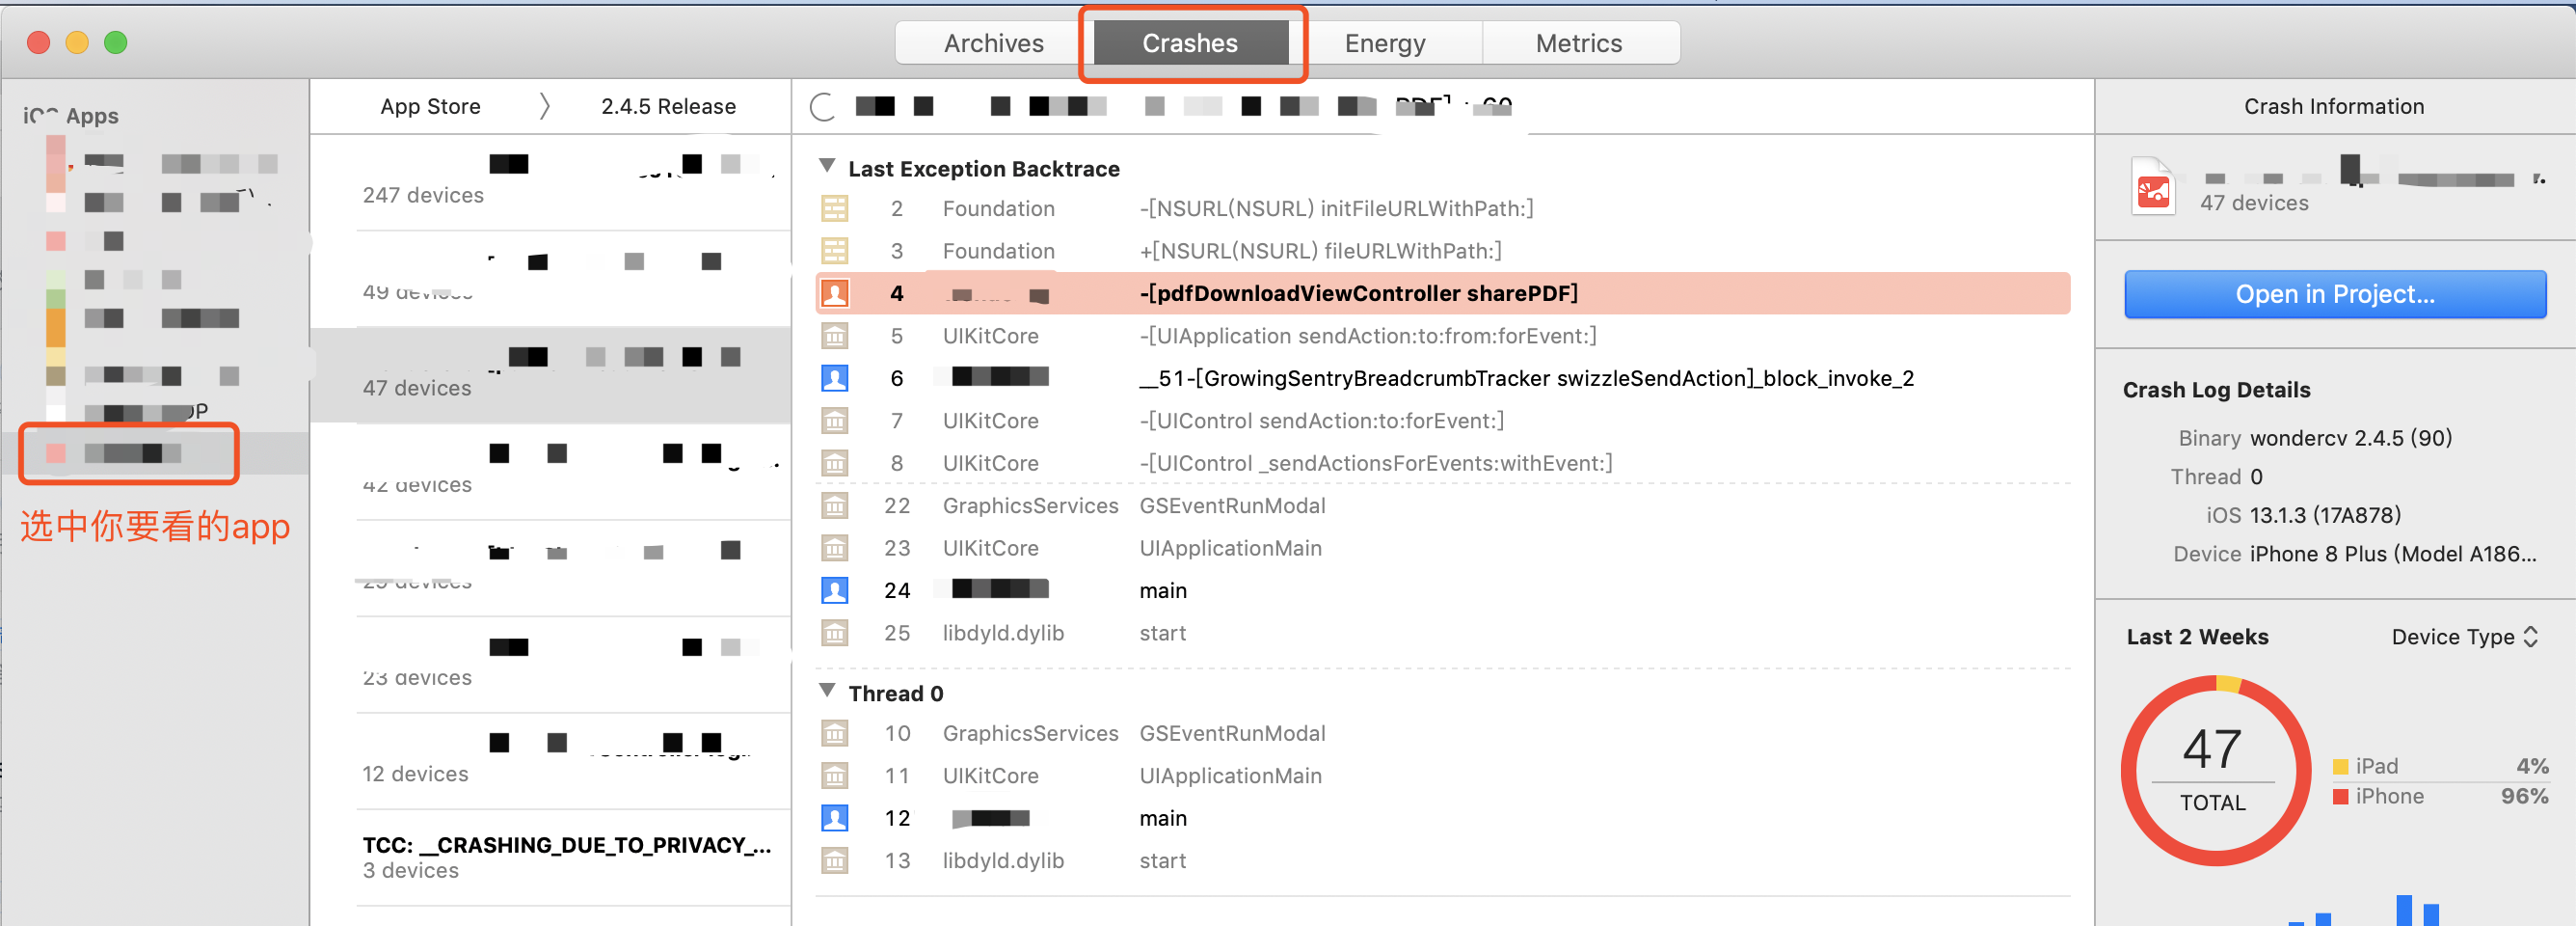 Archives
Crashes
Energy
Metrics
Apps
选中你要看的app
App Store
2.4.5 Release
247 devices
49 devices
47 devices
42 devices
23 devices
12 devices
TCC: __CRASHING_DUE_TO_PRIVACY_...
3 devices
Last Exception Backtrace
2 Foundation -[NSURL(NSURL) initFileURLWithPath:]
3 Foundation +[NSURL(NSURL) fileURLWithPath:]
4 -[pdfDownloadViewController sharePDF]
5 UIKitCore -[UIApplication sendAction:to:from:forEvent:]
6 __51-[GrowingSentryBreadcrumbTracker swizzleSendAction]_block_invoke_2
7 UIKitCore -[UIControl sendAction:to:forEvent:]
8 UIKitCore -[UIControl _sendActionsForEvents:withEvent:]
22 GraphicsServices GSEventRunModal
23 UIKitCore UIApplicationMain
24 main
25 libdyld.dylib start
Thread 0
10 GraphicsServices GSEventRunModal
11 UIKitCore UIApplicationMain
12 main
13 libdyld.dylib start
Crash Information
47 devices
Open in Project...
Crash Log Details
Binary wondercv 2.4.5 (90)
Thread 0
iOS 13.1.3 (17A878)
Device iPhone 8 Plus (Model A186...
Last 2 Weeks
Device Type
47
TOTAL
iPad 4%
iPhone 96%